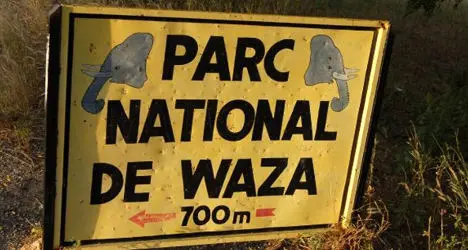 PARC
NATIONAL
DE WAZA
700m